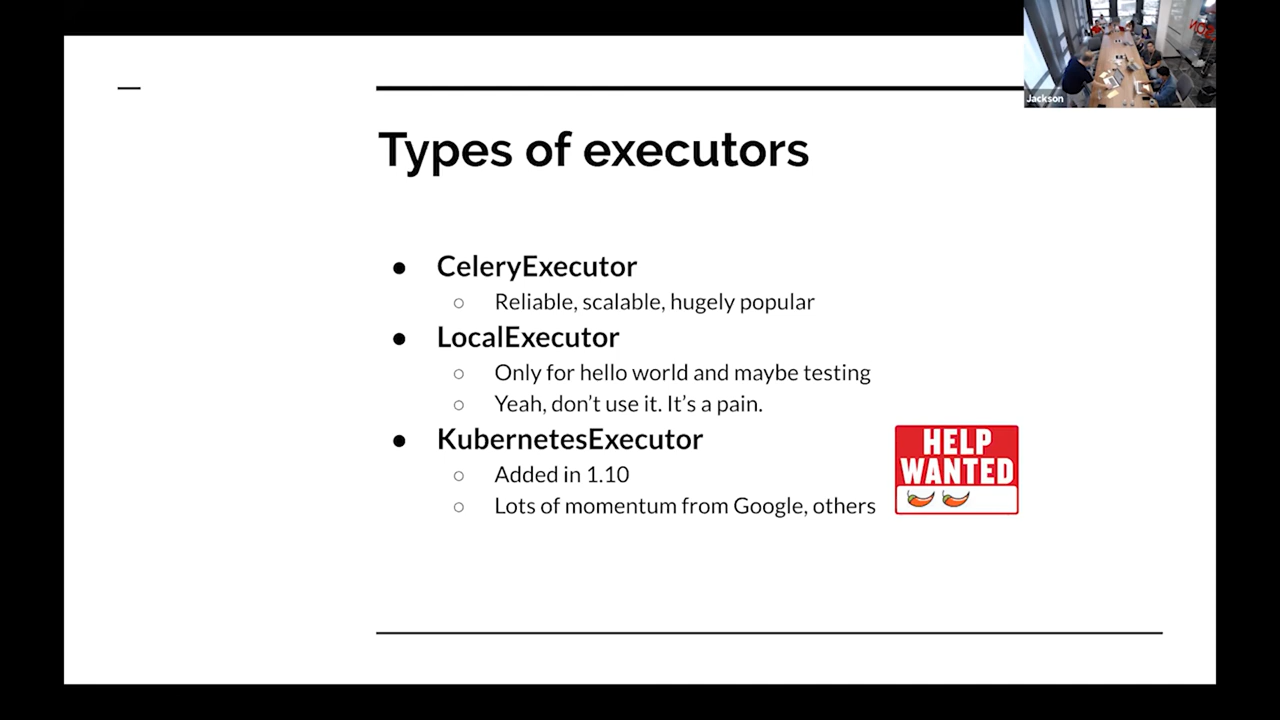 Jackson
Types of executors
● CeleryExecutor
○ Reliable, scalable, hugely popular
● LocalExecutor
○ Only for hello world and maybe testing
○ Yeah, don't use it. It's a pain.
● KubernetesExecutor
○ Added in 1.10
○ Lots of momentum from Google, others
HELP
WANTED